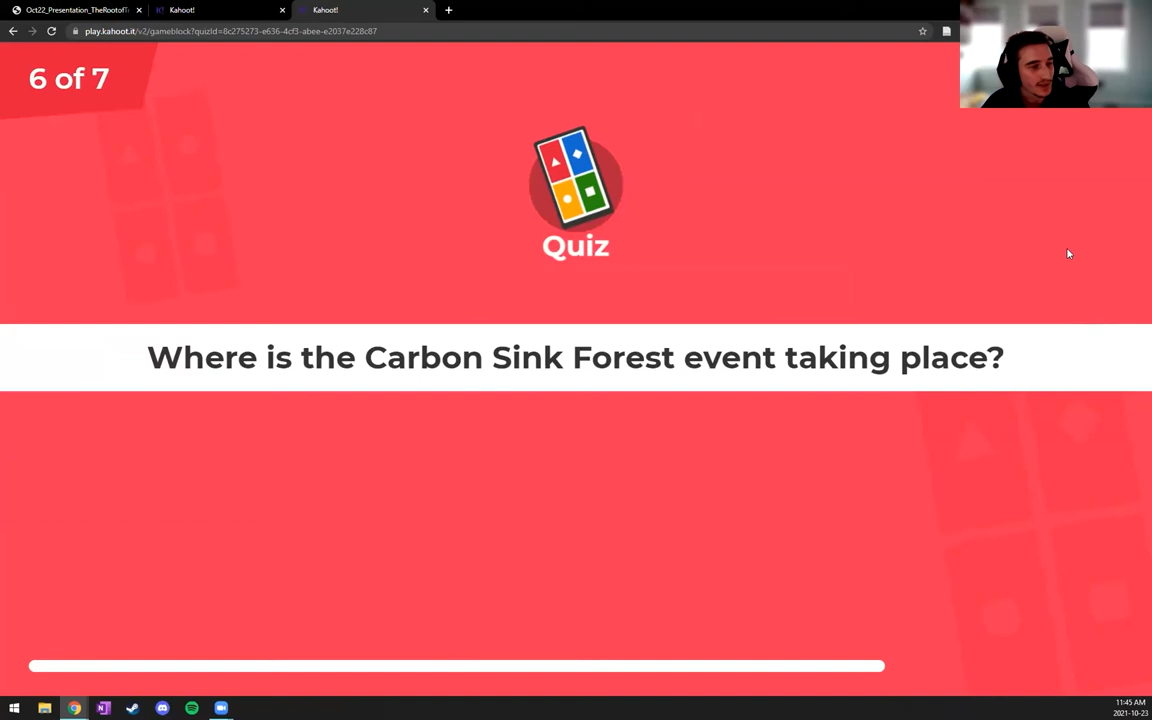 Oct22_Presentation_TheRootofT
Kahoot!
Kahoot!
play.kahoot.it/v2/gameblock?quizId=8c275273-e636-4cf3-abee-e2037e228c87
6 of 7
Quiz
Where is the Carbon Sink Forest event taking place?
11:45 AM
2021-10-23